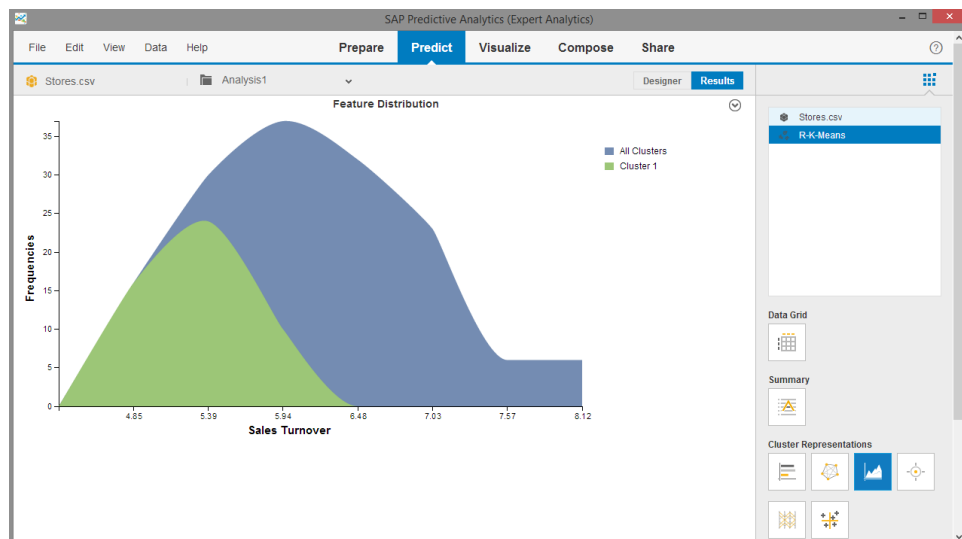 SAP Predictive Analytics (Expert Analytics)
File Edit View Data Help Prepare Predict Visualize Compose Share
Stores.csv Analysis1 Designer Results
Feature Distribution
All Clusters
Cluster 1
Frequencies
35
30
25
20
15
10
5
0
4.85 5.39 5.94 6.48 7.03 7.57 8.12
Sales Turnover
Stores.csv
R-K-Means
Data Grid
Summary
Cluster Representations